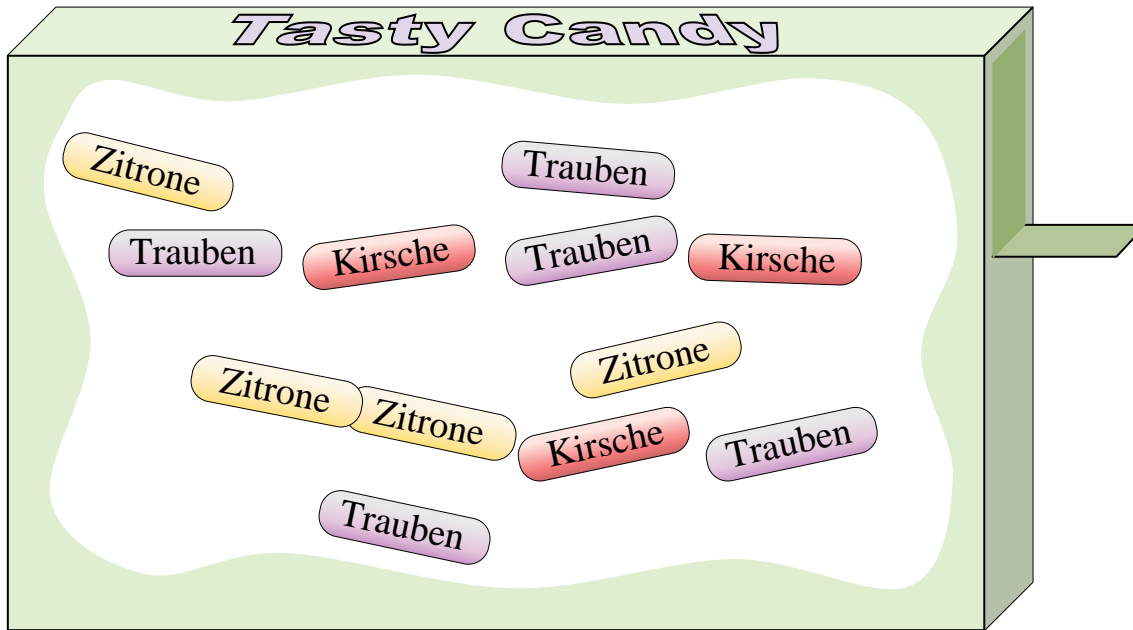 Tasty Candy
Zitrone
Trauben
Trauben
Kirsche
Trauben
Kirsche
Zitrone
Zitrone
Zitrone
Kirsche
Trauben
Trauben